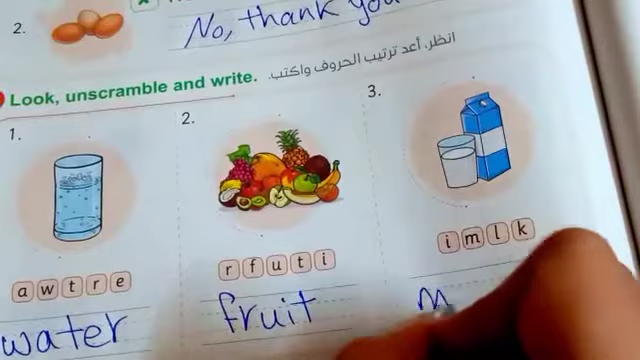 2.
No, thank you
Look, unscramble and write. انظر، أعد ترتيب الحروف واكتب.
1. 2. 3.
a w t r e r f u t i i m l k
water fruit m